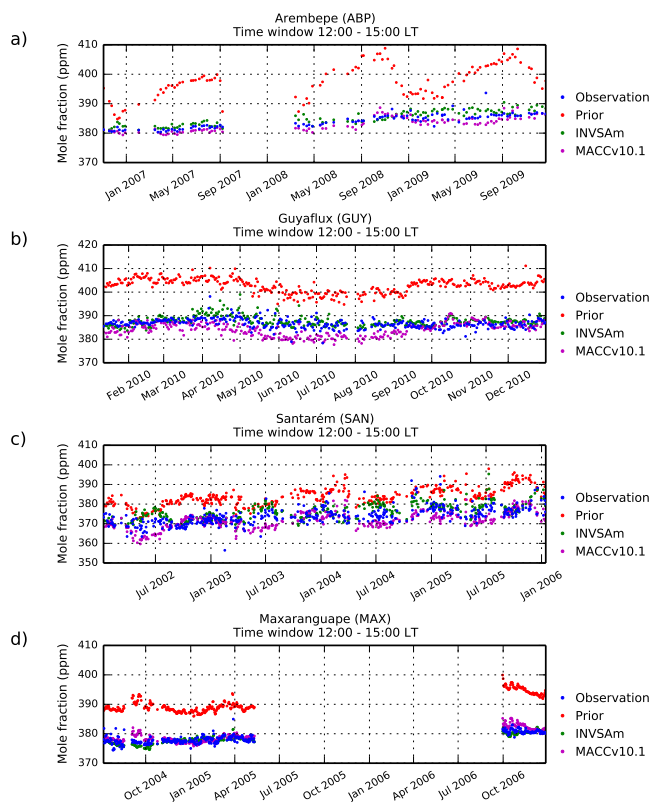 Arembepe (ABP)
a)
Time window 12:00 - 15:00 LT
Mole fraction (ppm)
410
400
390
380
370
Jan 2007
May 2007
Sep 2007
Jan 2008
May 2008
Sep 2008
Jan 2009
May 2009
Sep 2009
Observation
Prior
INVSAm
MACCv10.1
Guyaflux (GUY)
b)
Time window 12:00 - 15:00 LT
Mole fraction (ppm)
420
410
400
390
380
370
360
Feb 2010
Mar 2010
Apr 2010
May 2010
Jun 2010
Jul 2010
Aug 2010
Sep 2010
Oct 2010
Nov 2010
Dec 2010
Observation
Prior
INVSAm
MACCv10.1
Santarém (SAN)
c)
Time window 12:00 - 15:00 LT
Mole fraction (ppm)
410
400
390
380
370
360
350
Jul 2002
Jan 2003
Jul 2003
Jan 2004
Jul 2004
Jan 2005
Jul 2005
Jan 2006
Observation
Prior
INVSAm
MACCv10.1
Maxaranguape (MAX)
d)
Time window 12:00 - 15:00 LT
Mole fraction (ppm)
410
400
390
380
370
Oct 2004
Jan 2005
Apr 2005
Jul 2005
Oct 2005
Jan 2006
Apr 2006
Jul 2006
Oct 2006
Observation
Prior
INVSAm
MACCv10.1